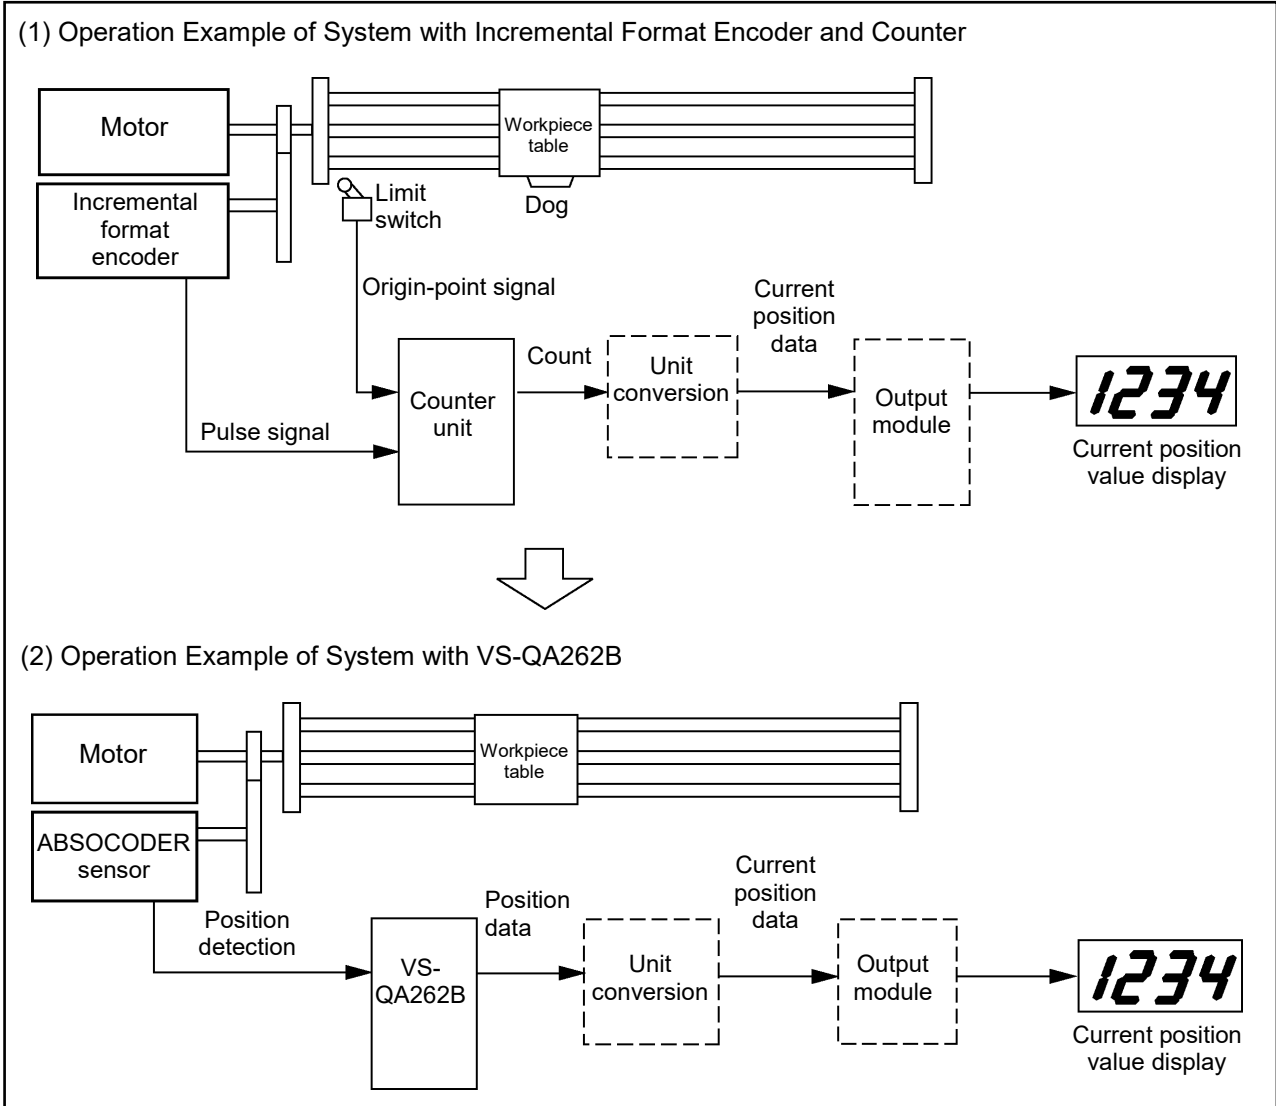 (1) Operation Example of System with Incremental Format Encoder and Counter
Motor
Workpiece
table
Incremental
format
encoder
Limit
switch
Dog
Origin-point signal
Current
position
data
Count
Unit
conversion
Counter
unit
Output
module
1234
Pulse signal
Current position
value display
(2) Operation Example of System with VS-QA262B
Motor
Workpiece
table
ABSOCODER
sensor
Position
detection
Position
data
Current
position
data
VS-
QA262B
Unit
conversion
Output
module
1234
Current position
value display